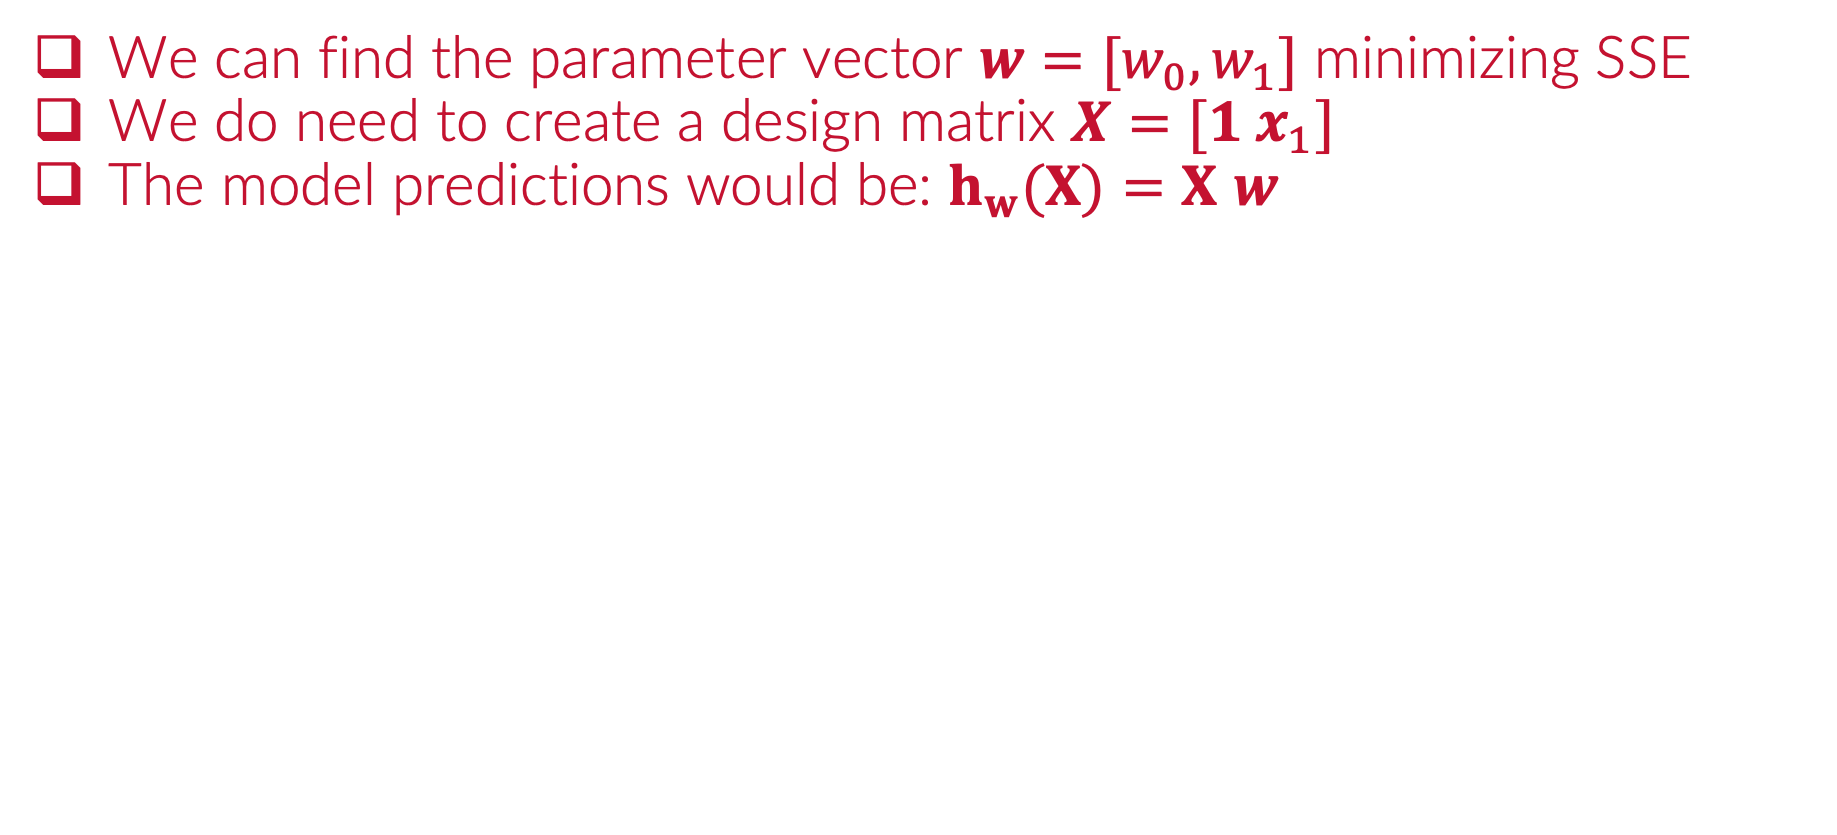 ❑ We can find the parameter vector 𝒘 = [𝑤₀, 𝑤₁] minimizing SSE
❑ We do need to create a design matrix 𝑿 = [𝟏 𝒙₁]
❑ The model predictions would be: 𝐡𝐰(𝐗) = 𝐗 𝒘